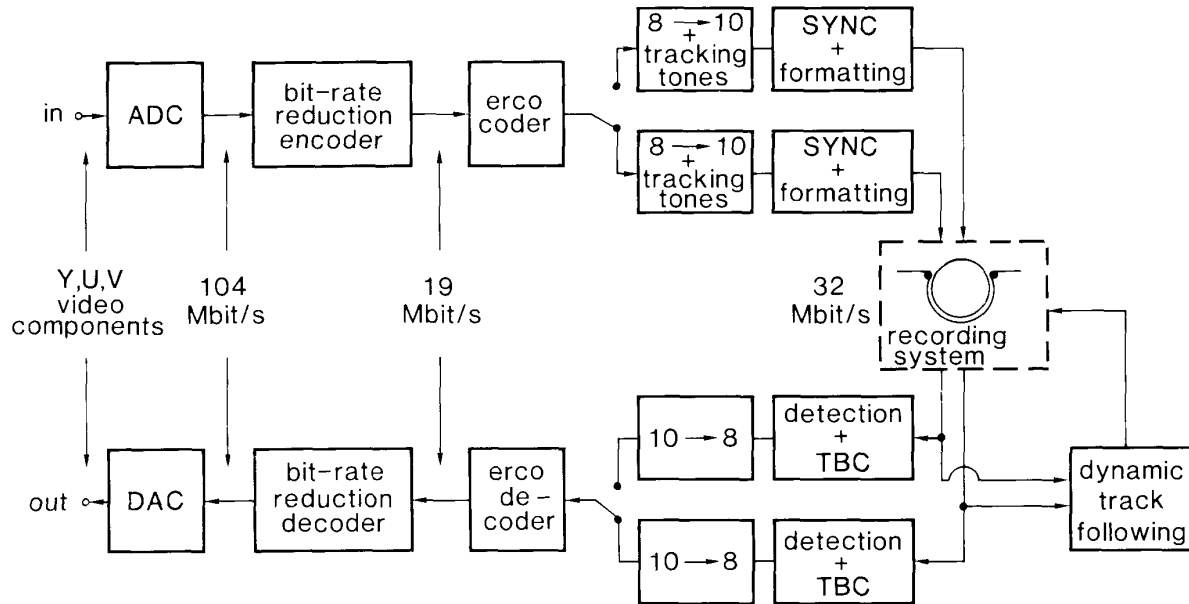 in
ADC
bit-rate
reduction
encoder
erco
coder
8 → 10
+
tracking
tones
SYNC
+
formatting
8 → 10
+
tracking
tones
SYNC
+
formatting
Y,U,V
video
components
104
Mbit/s
19
Mbit/s
32
Mbit/s
recording
system
out
DAC
bit-rate
reduction
decoder
erco
de-
coder
10 → 8
detection
+
TBC
10 → 8
detection
+
TBC
dynamic
track
following